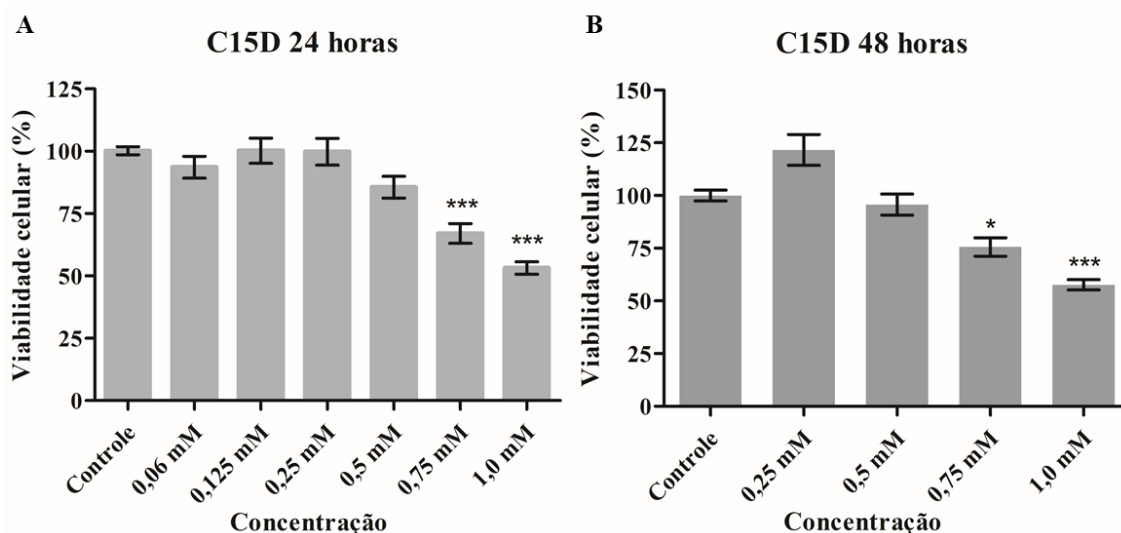 A
C15D 24 horas
Viabilidade celular (%)
125
100
75
50
25
0
***
***
Controle
0,06 mM
0,125 mM
0,25 mM
0,5 mM
0,75 mM
1,0 mM
Concentração
B
C15D 48 horas
Viabilidade celular (%)
150
125
100
75
50
25
0
*
***
Controle
0,25 mM
0,5 mM
0,75 mM
1,0 mM
Concentração